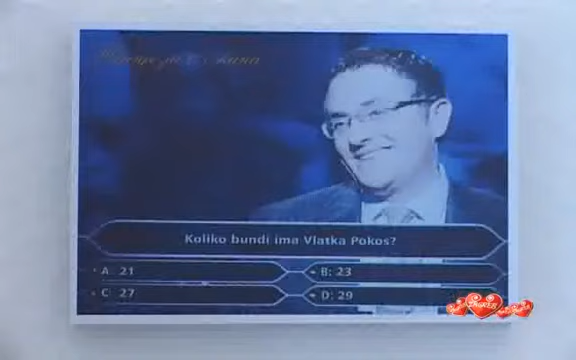 Koliko bundi ima Vlatka Pokos?
A: 21
B: 23
C: 27
D: 29